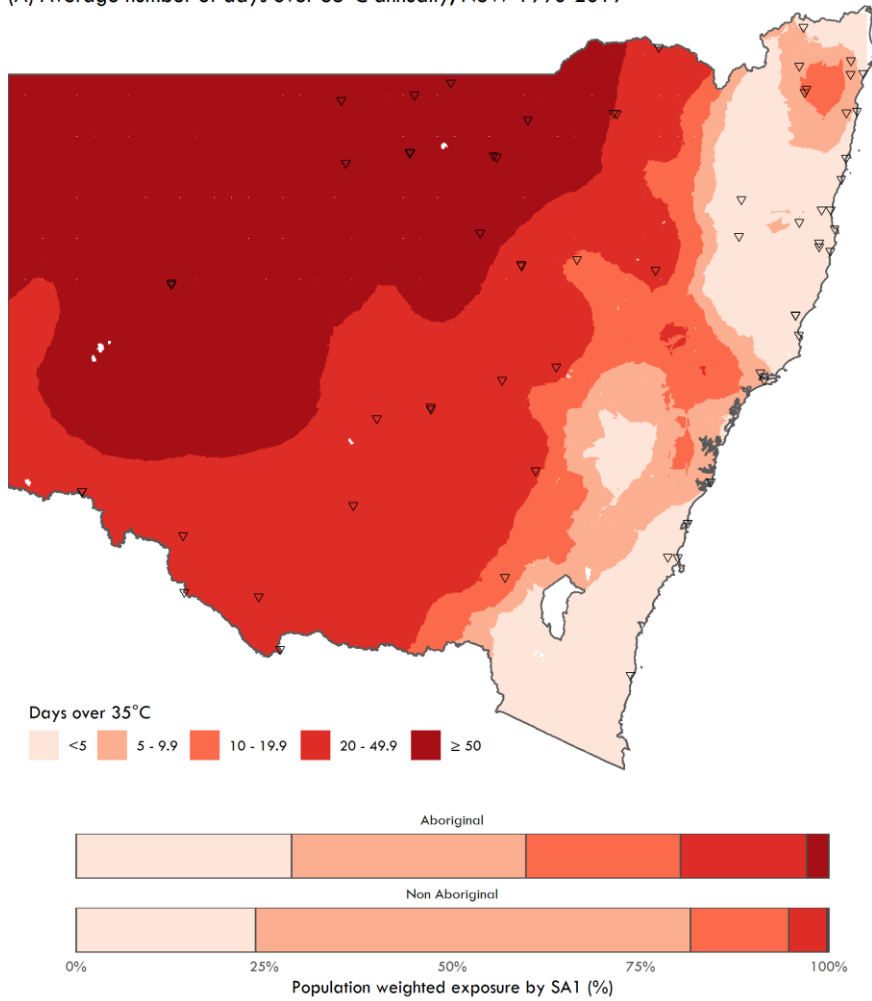 Days over 35°C
<5
5 - 9.9
10 - 19.9
20 - 49.9
≥ 50
Aboriginal
Non Aboriginal
0%
25%
50%
75%
100%
Population weighted exposure by SA1 (%)